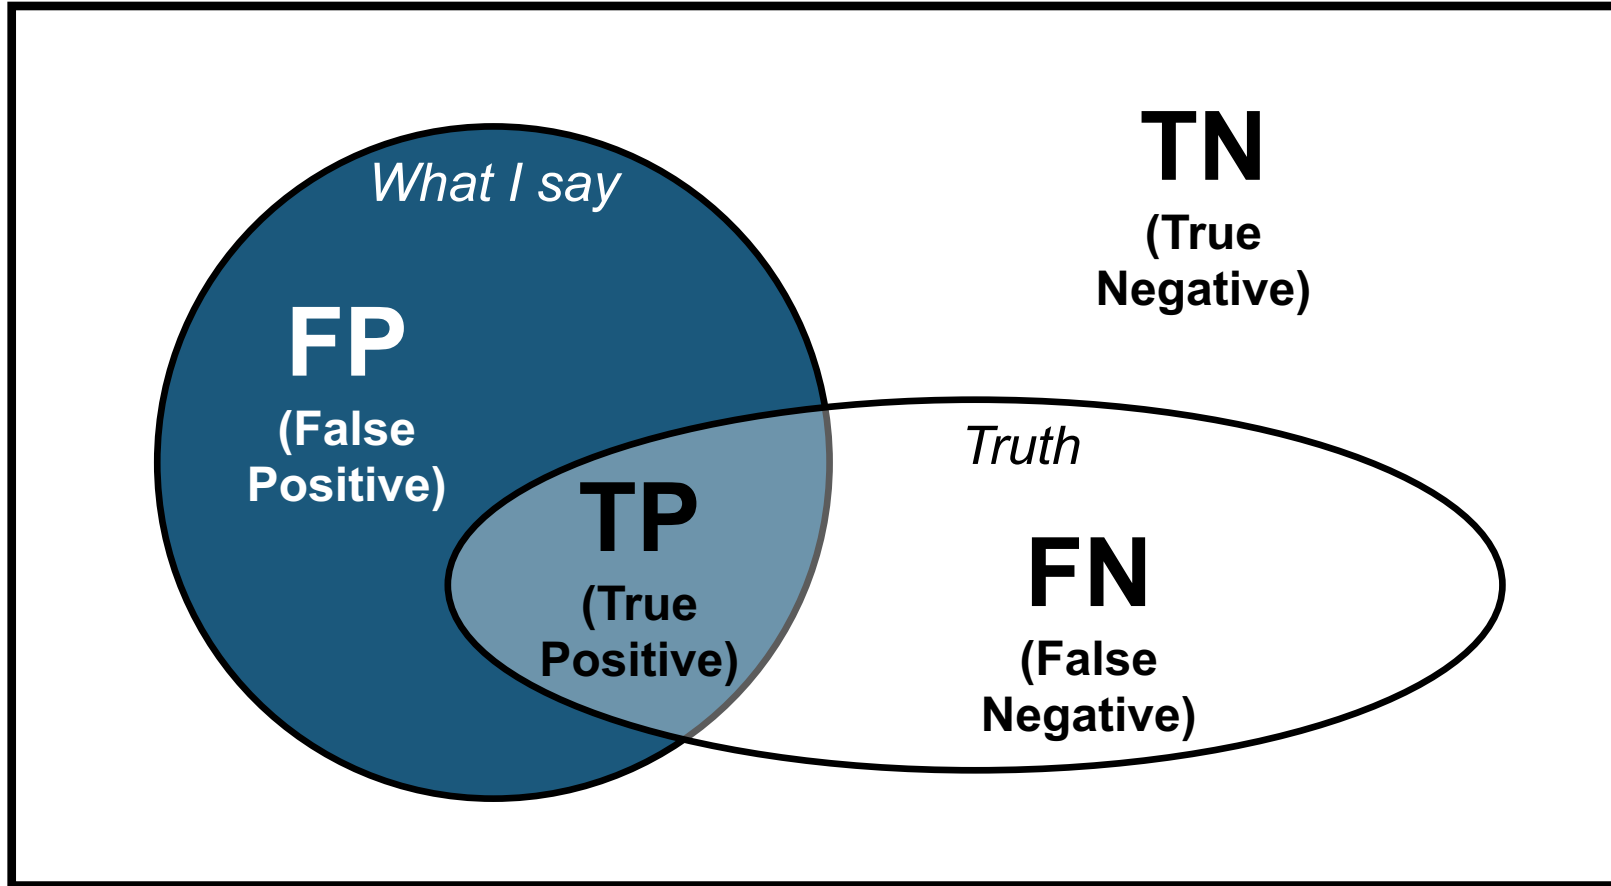 What I say
FP
(False
Positive)
TP
(True
Positive)
TN
(True
Negative)
Truth
FN
(False
Negative)